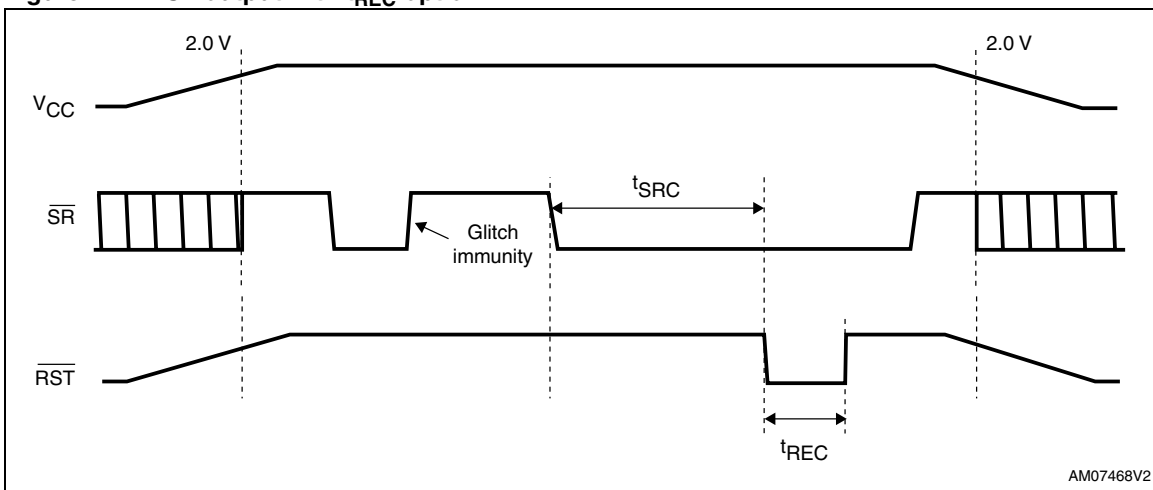 2.0 V
2.0 V
VCC
SR
tSRC
Glitch
immunity
RST
tREC
AM07468V2